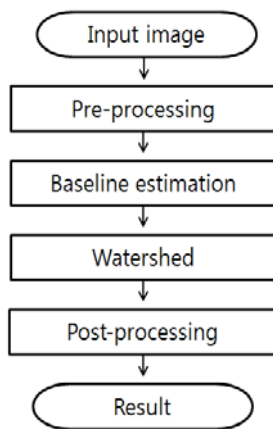 Input image
Pre-processing
Baseline estimation
Watershed
Post-processing
Result